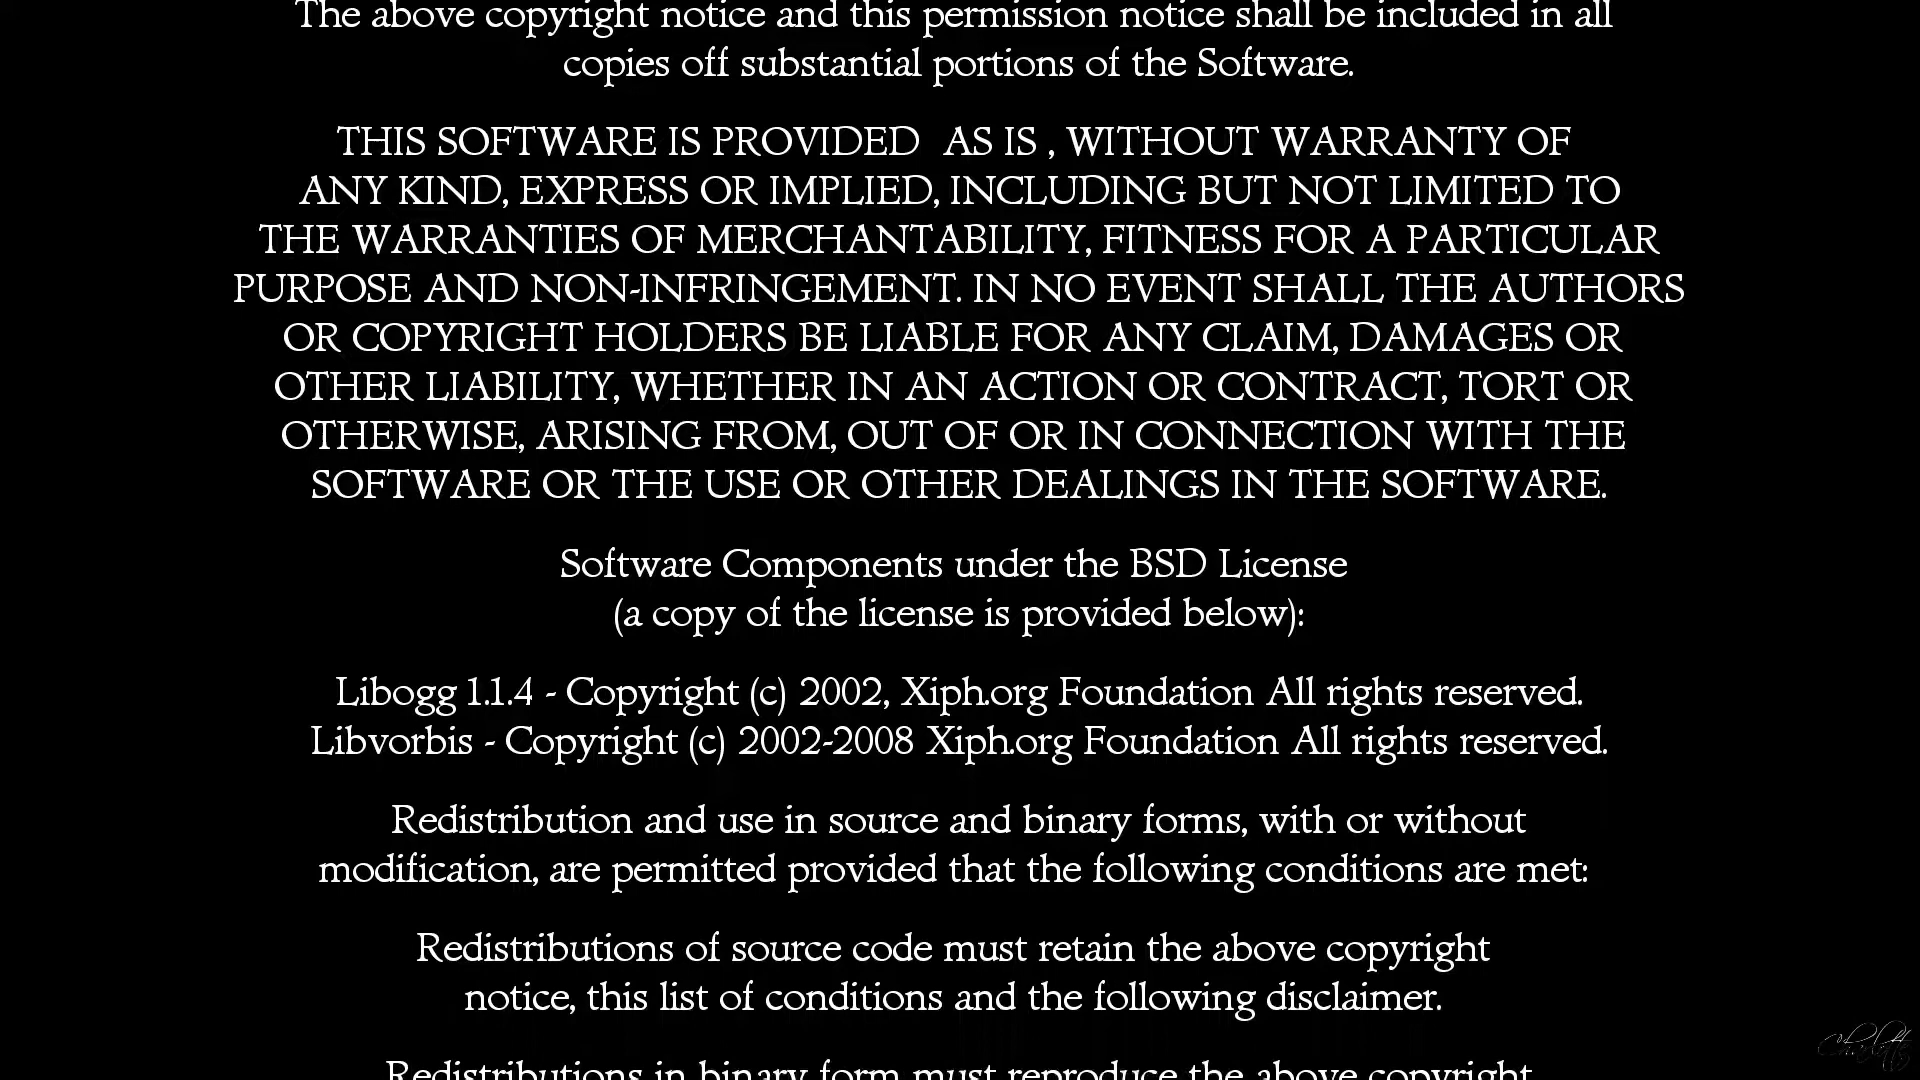 The above copyright notice and this permission notice shall be included in all
copies off substantial portions of the Software.
THIS SOFTWARE IS PROVIDED  AS IS , WITHOUT WARRANTY OF
ANY KIND, EXPRESS OR IMPLIED, INCLUDING BUT NOT LIMITED TO
THE WARRANTIES OF MERCHANTABILITY, FITNESS FOR A PARTICULAR
PURPOSE AND NON-INFRINGEMENT. IN NO EVENT SHALL THE AUTHORS
OR COPYRIGHT HOLDERS BE LIABLE FOR ANY CLAIM, DAMAGES OR
OTHER LIABILITY, WHETHER IN AN ACTION OR CONTRACT, TORT OR
OTHERWISE, ARISING FROM, OUT OF OR IN CONNECTION WITH THE
SOFTWARE OR THE USE OR OTHER DEALINGS IN THE SOFTWARE.
Software Components under the BSD License
(a copy of the license is provided below):
Libogg 1.1.4 - Copyright (c) 2002, Xiph.org Foundation All rights reserved.
Libvorbis - Copyright (c) 2002-2008 Xiph.org Foundation All rights reserved.
Redistribution and use in source and binary forms, with or without
modification, are permitted provided that the following conditions are met:
Redistributions of source code must retain the above copyright
notice, this list of conditions and the following disclaimer.
Redistributions in binary form must reproduce the above copyright